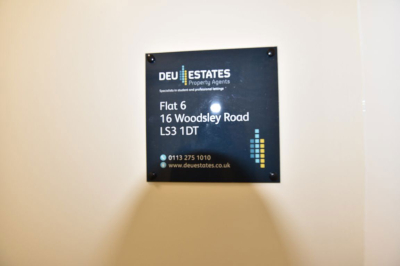 DEU ESTATES
Property Agents
Specialists in student and professional lettings
Flat 6
16 Woodsley Road
LS3 1DT
0113 275 1010
www.deuestates.co.uk